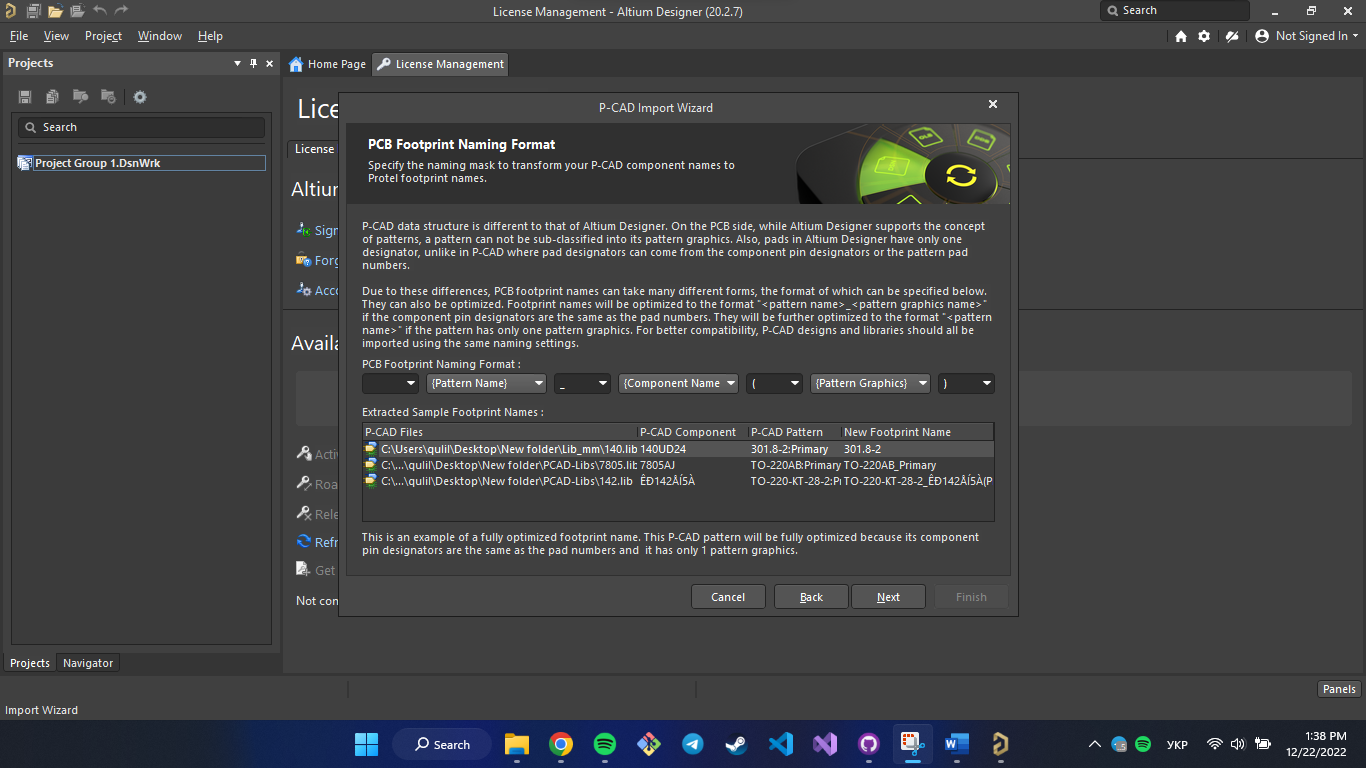 License Management - Altium Designer (20.2.7)
Search
File View Project Window Help
Not Signed In
Projects
Home Page
License Management
Search
Project Group 1.DsnWrk
Lice
License
Altiun
Sign
Forg
Acco
Availa
Activ
Roa
Rele
Refr
Get
Not con
P-CAD Import Wizard
PCB Footprint Naming Format
Specify the naming mask to transform your P-CAD component names to
Protel footprint names.
P-CAD data structure is different to that of Altium Designer. On the PCB side, while Altium Designer supports the concept
of patterns, a pattern can not be sub-classified into its pattern graphics. Also, pads in Altium Designer have only one
designator, unlike in P-CAD where pad designators can come from the component pin designators or the pattern pad
numbers.
Due to these differences, PCB footprint names can take many different forms, the format of which can be specified below.
They can also be optimized. Footprint names will be optimized to the format "<pattern name>_<pattern graphics name>"
if the component pin designators are the same as the pad numbers. They will be further optimized to the format "<pattern
name>" if the pattern has only one pattern graphics. For better compatibility, P-CAD designs and libraries should all be
imported using the same naming settings.
PCB Footprint Naming Format :
{Pattern Name} _ {Component Name ( {Pattern Graphics} )
Extracted Sample Footprint Names :
P-CAD Files P-CAD Component P-CAD Pattern New Footprint Name
C:\Users\qulil\Desktop\New folder\Lib_mm\140.lib 140UD24 301.8-2:Primary 301.8-2
C:\...\qulil\Desktop\New folder\PCAD-Libs\7805.lib 7805AJ TO-220AB:Primary TO-220AB_Primary
C:\...\qulil\Desktop\New folder\PCAD-Libs\142.lib ÊÐ142ÅÍ5À TO-220-KT-28-2:Pr TO-220-KT-28-2_ÊÐ142ÅÍ5À(P
This is an example of a fully optimized footprint name. This P-CAD pattern will be fully optimized because its component
pin designators are the same as the pad numbers and it has only 1 pattern graphics.
Cancel Back Next Finish
Projects Navigator
Panels
Import Wizard
Search
УКР
1:38 PM
12/22/2022